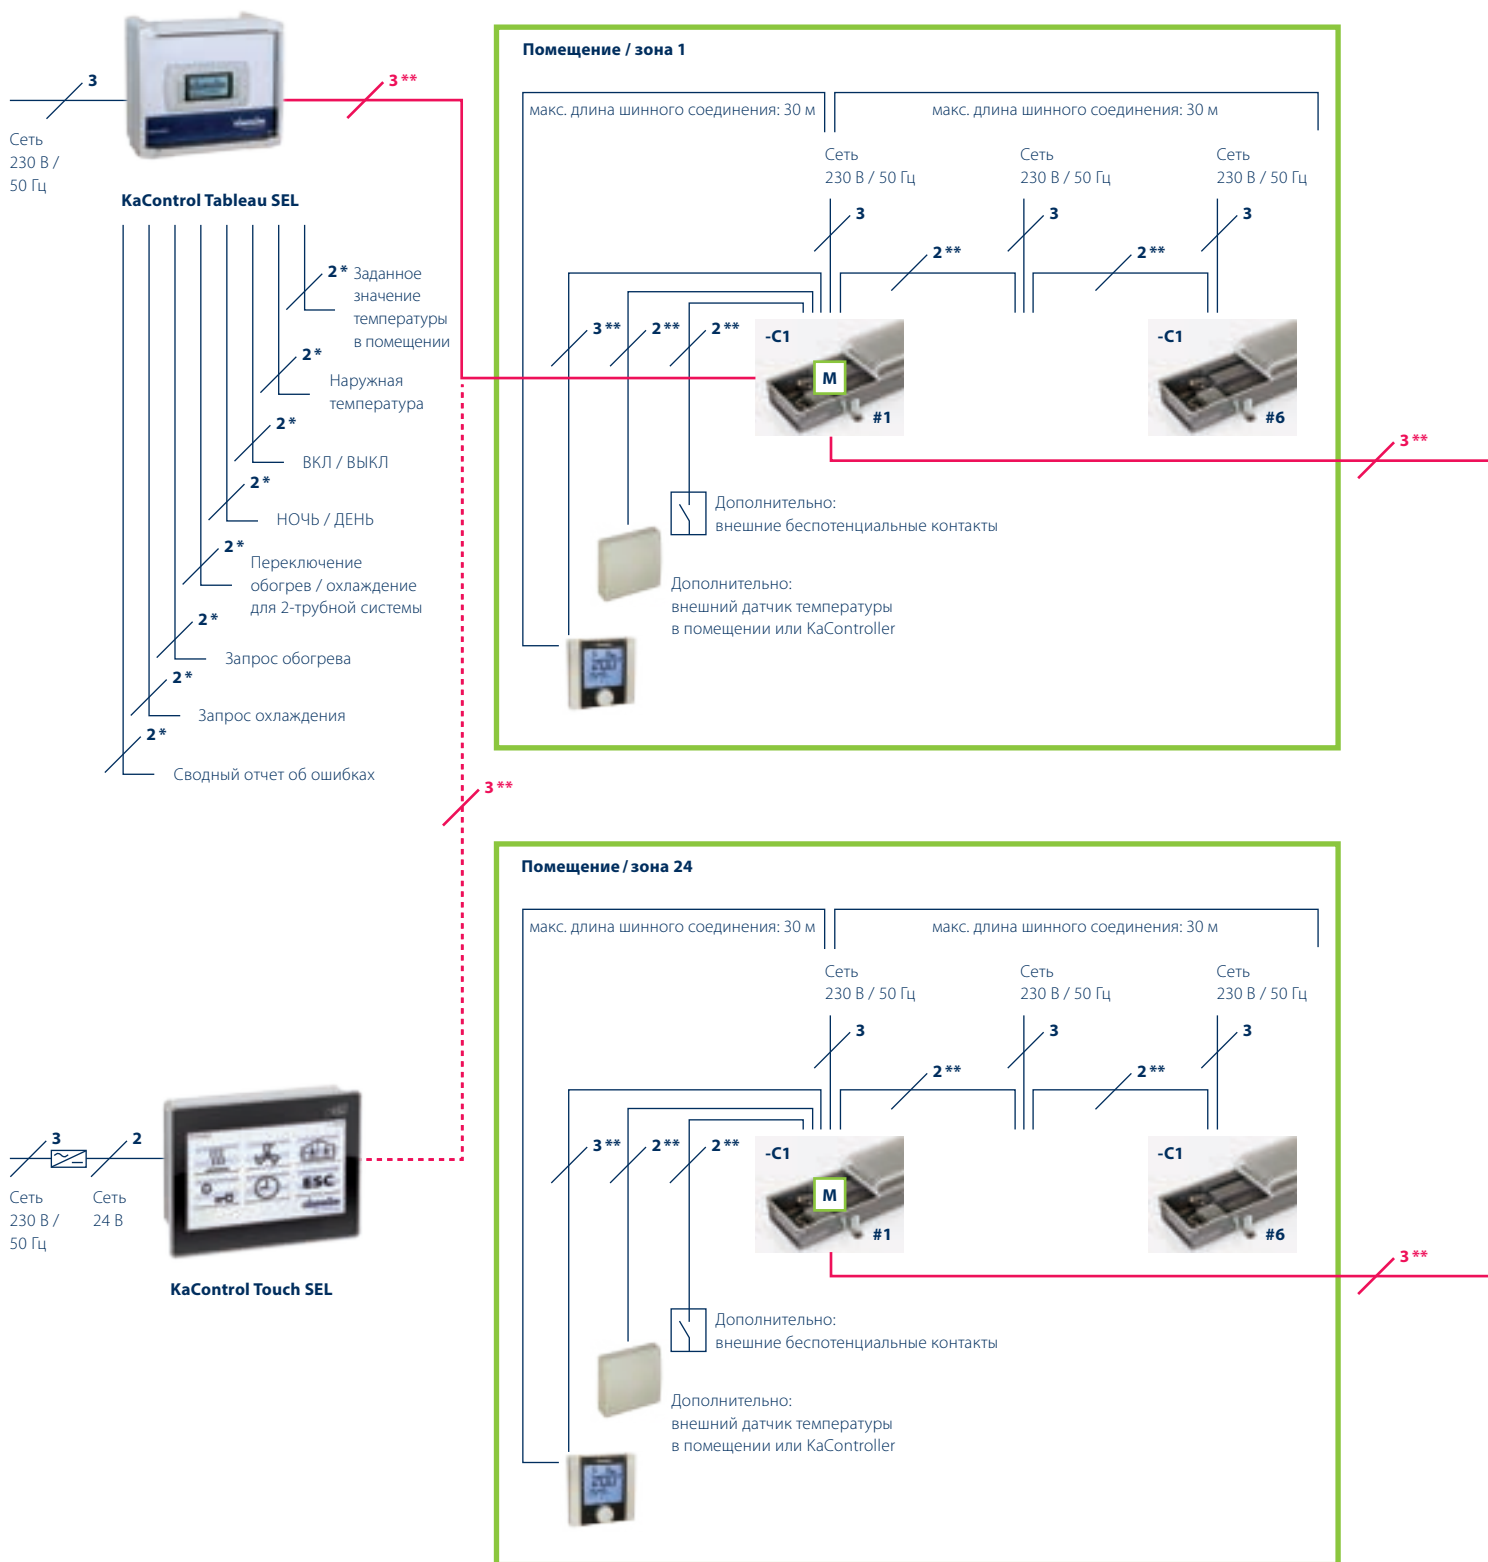 3
3**
Сеть
230 В /
50 Гц
KaControl Tableau SEL
2* Заданное
значение
температуры
в помещении
2*
Наружная
температура
2*
ВКЛ / ВЫКЛ
2*
НОЧЬ / ДЕНЬ
2*
Переключение
обогрев / охлаждение
для 2-трубной системы
2*
Запрос обогрева
2*
Запрос охлаждения
2*
Сводный отчет об ошибках
3**
Помещение / зона 1
макс. длина шинного соединения: 30 м
макс. длина шинного соединения: 30 м
Сеть
230 В / 50 Гц
Сеть
230 В / 50 Гц
Сеть
230 В / 50 Гц
3
3
3
2**
2**
3**
2**
2**
-C1
M
#1
-C1
#6
3**
Дополнительно:
внешние беспотенциальные контакты
Дополнительно:
внешний датчик температуры
в помещении или KaController
Помещение / зона 24
макс. длина шинного соединения: 30 м
макс. длина шинного соединения: 30 м
Сеть
230 В / 50 Гц
Сеть
230 В / 50 Гц
Сеть
230 В / 50 Гц
3
3
3
2**
2**
3**
2**
2**
-C1
M
#1
-C1
#6
3**
Дополнительно:
внешние беспотенциальные контакты
Дополнительно:
внешний датчик температуры
в помещении или KaController
3
2
Сеть
230 В /
50 Гц
Сеть
24 В
ESC
KaControl Touch SEL